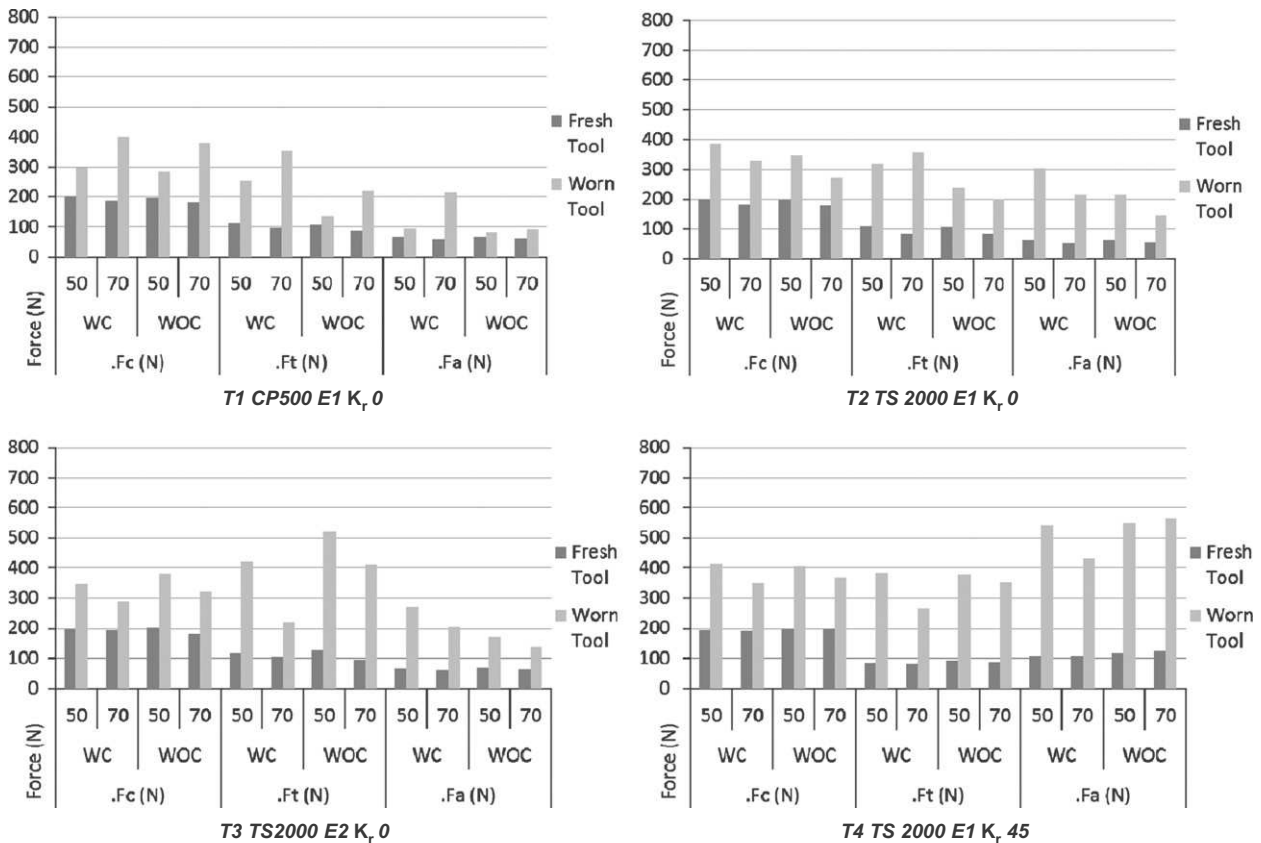 800
700
600
500
400
300
200
100
0
Fresh Tool
Worn Tool
50 70 50 70 50 70 50 70 50 70 50 70
WC WOC WC WOC WC WOC
.Fc (N) .Ft (N) .Fa (N)
Force (N)
T1 CP500 E1 Kr 0
800
700
600
500
400
300
200
100
0
Fresh Tool
Worn Tool
50 70 50 70 50 70 50 70 50 70 50 70
WC WOC WC WOC WC WOC
.Fc (N) .Ft (N) .Fa (N)
Force (N)
T2 TS 2000 E1 Kr 0
800
700
600
500
400
300
200
100
0
Fresh Tool
Worn Tool
50 70 50 70 50 70 50 70 50 70 50 70
WC WOC WC WOC WC WOC
.Fc (N) .Ft (N) .Fa (N)
Force (N)
T3 TS2000 E2 Kr 0
800
700
600
500
400
300
200
100
0
Fresh Tool
Worn Tool
50 70 50 70 50 70 50 70 50 70 50 70
WC WOC WC WOC WC WOC
.Fc (N) .Ft (N) .Fa (N)
Force (N)
T4 TS 2000 E1 Kr 45